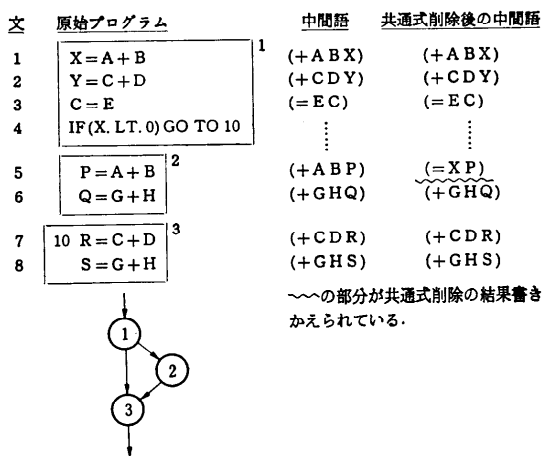 文 原始プログラム 中間語 共通式削除後の中間語
1
1 X=A+B (+ABX) (+ABX)
2 Y=C+D (+CDY) (+CDY)
3 C=E (=EC) (=EC)
4 IF(X.LT.0)GO TO 10 ⋮ ⋮
2
5 P=A+B (+ABP) (=XP)
6 Q=G+H (+GHQ) (+GHQ)
3
7 10 R=C+D (+CDR) (+CDR)
8 S=G+H (+GHS) (+GHS)
〜〜の部分が共通式削除の結果書き
かえられている.
1
2
3